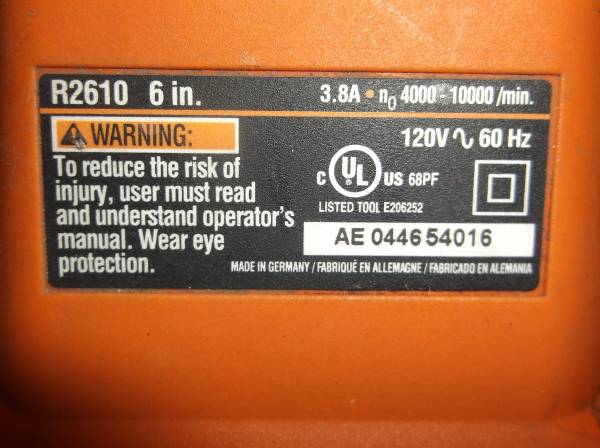 R2610 6 in.
3.8A • n0 4000 - 10000 /min.
⚠ WARNING:
To reduce the risk of
injury, user must read
and understand operator's
manual. Wear eye
protection.
120V ∿ 60 Hz
C UL US 68PF
LISTED TOOL E206252
AE 044654016
MADE IN GERMANY / FABRIQUÉ EN ALLEMAGNE / FABRICADO EN ALEMANIA